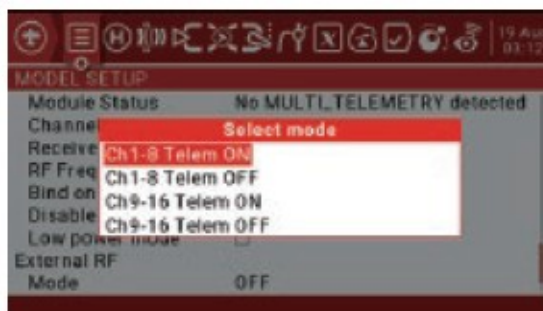 19 Au
03:12
MODEL SETUP
Module Status No MULTI_TELEMETRY detected
Channe
Select mode
Receive
Ch1-8 Telem ON
RF Freq
Ch1-8 Telem OFF
Bind on
Ch9-16 Telem ON
Disable
Ch9-16 Telem OFF
Low power mode
External RF
Mode OFF